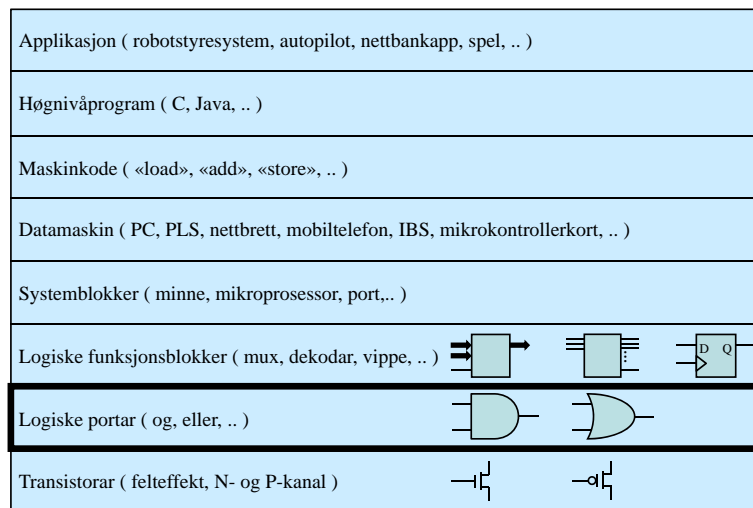 Applikasjon ( robotstyresystem, autopilot, nettbankapp, spel, .. )
Høgnivåprogram ( C, Java, .. )
Maskinkode ( «load», «add», «store», .. )
Datamaskin ( PC, PLS, nettbrett, mobiltelefon, IBS, mikrokontrollerkort, .. )
Systemblokker ( minne, mikroprosessor, port,.. )
Logiske funksjonsblokker ( mux, dekodar, vippe, .. )
D Q
Logiske portar ( og, eller, .. )
Transistorar ( felteffekt, N- og P-kanal )